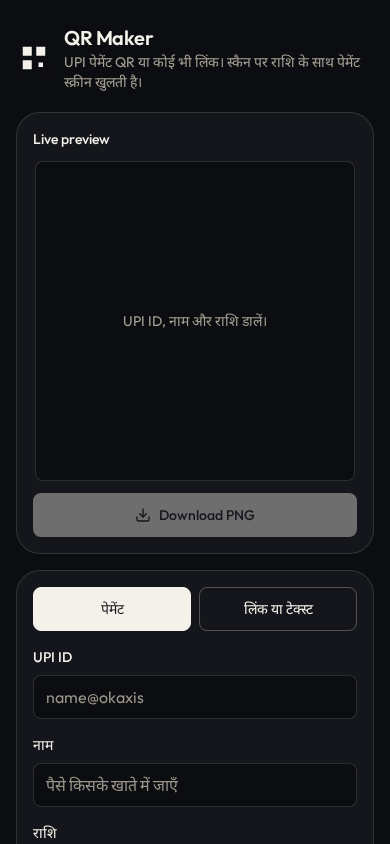 QR Maker
UPI पेमेंट QR या कोई भी लिंक। स्कैन पर राशि के साथ पेमेंट
स्क्रीन खुलती है।
Live preview
UPI ID, नाम और राशि डालें।
Download PNG
पेमेंट
लिंक या टेक्स्ट
UPI ID
name@okaxis
नाम
पैसे किसके खाते में जाएँ
राशि